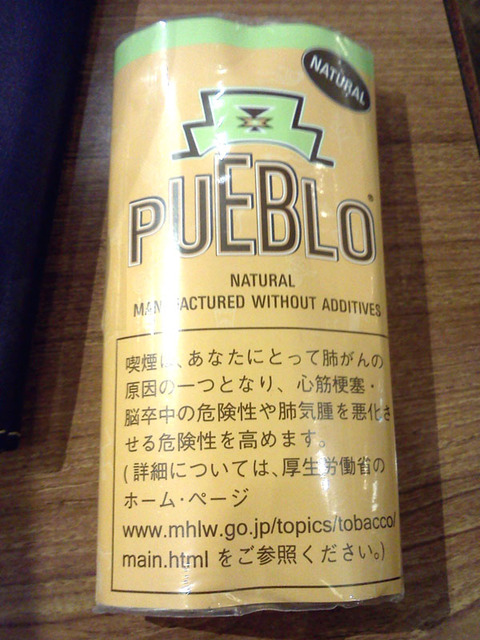 NATURAL
PUEBLO®
NATURAL
MANUFACTURED WITHOUT ADDITIVES
喫煙は、あなたにとって肺がんの
原因の一つとなり、心筋梗塞・
脳卒中の危険性や肺気腫を悪化さ
せる危険性を高めます。
(詳細については、厚生労働省の
ホーム・ページ
www.mhlw.go.jp/topics/tobacco/
main.html をご参照ください。)